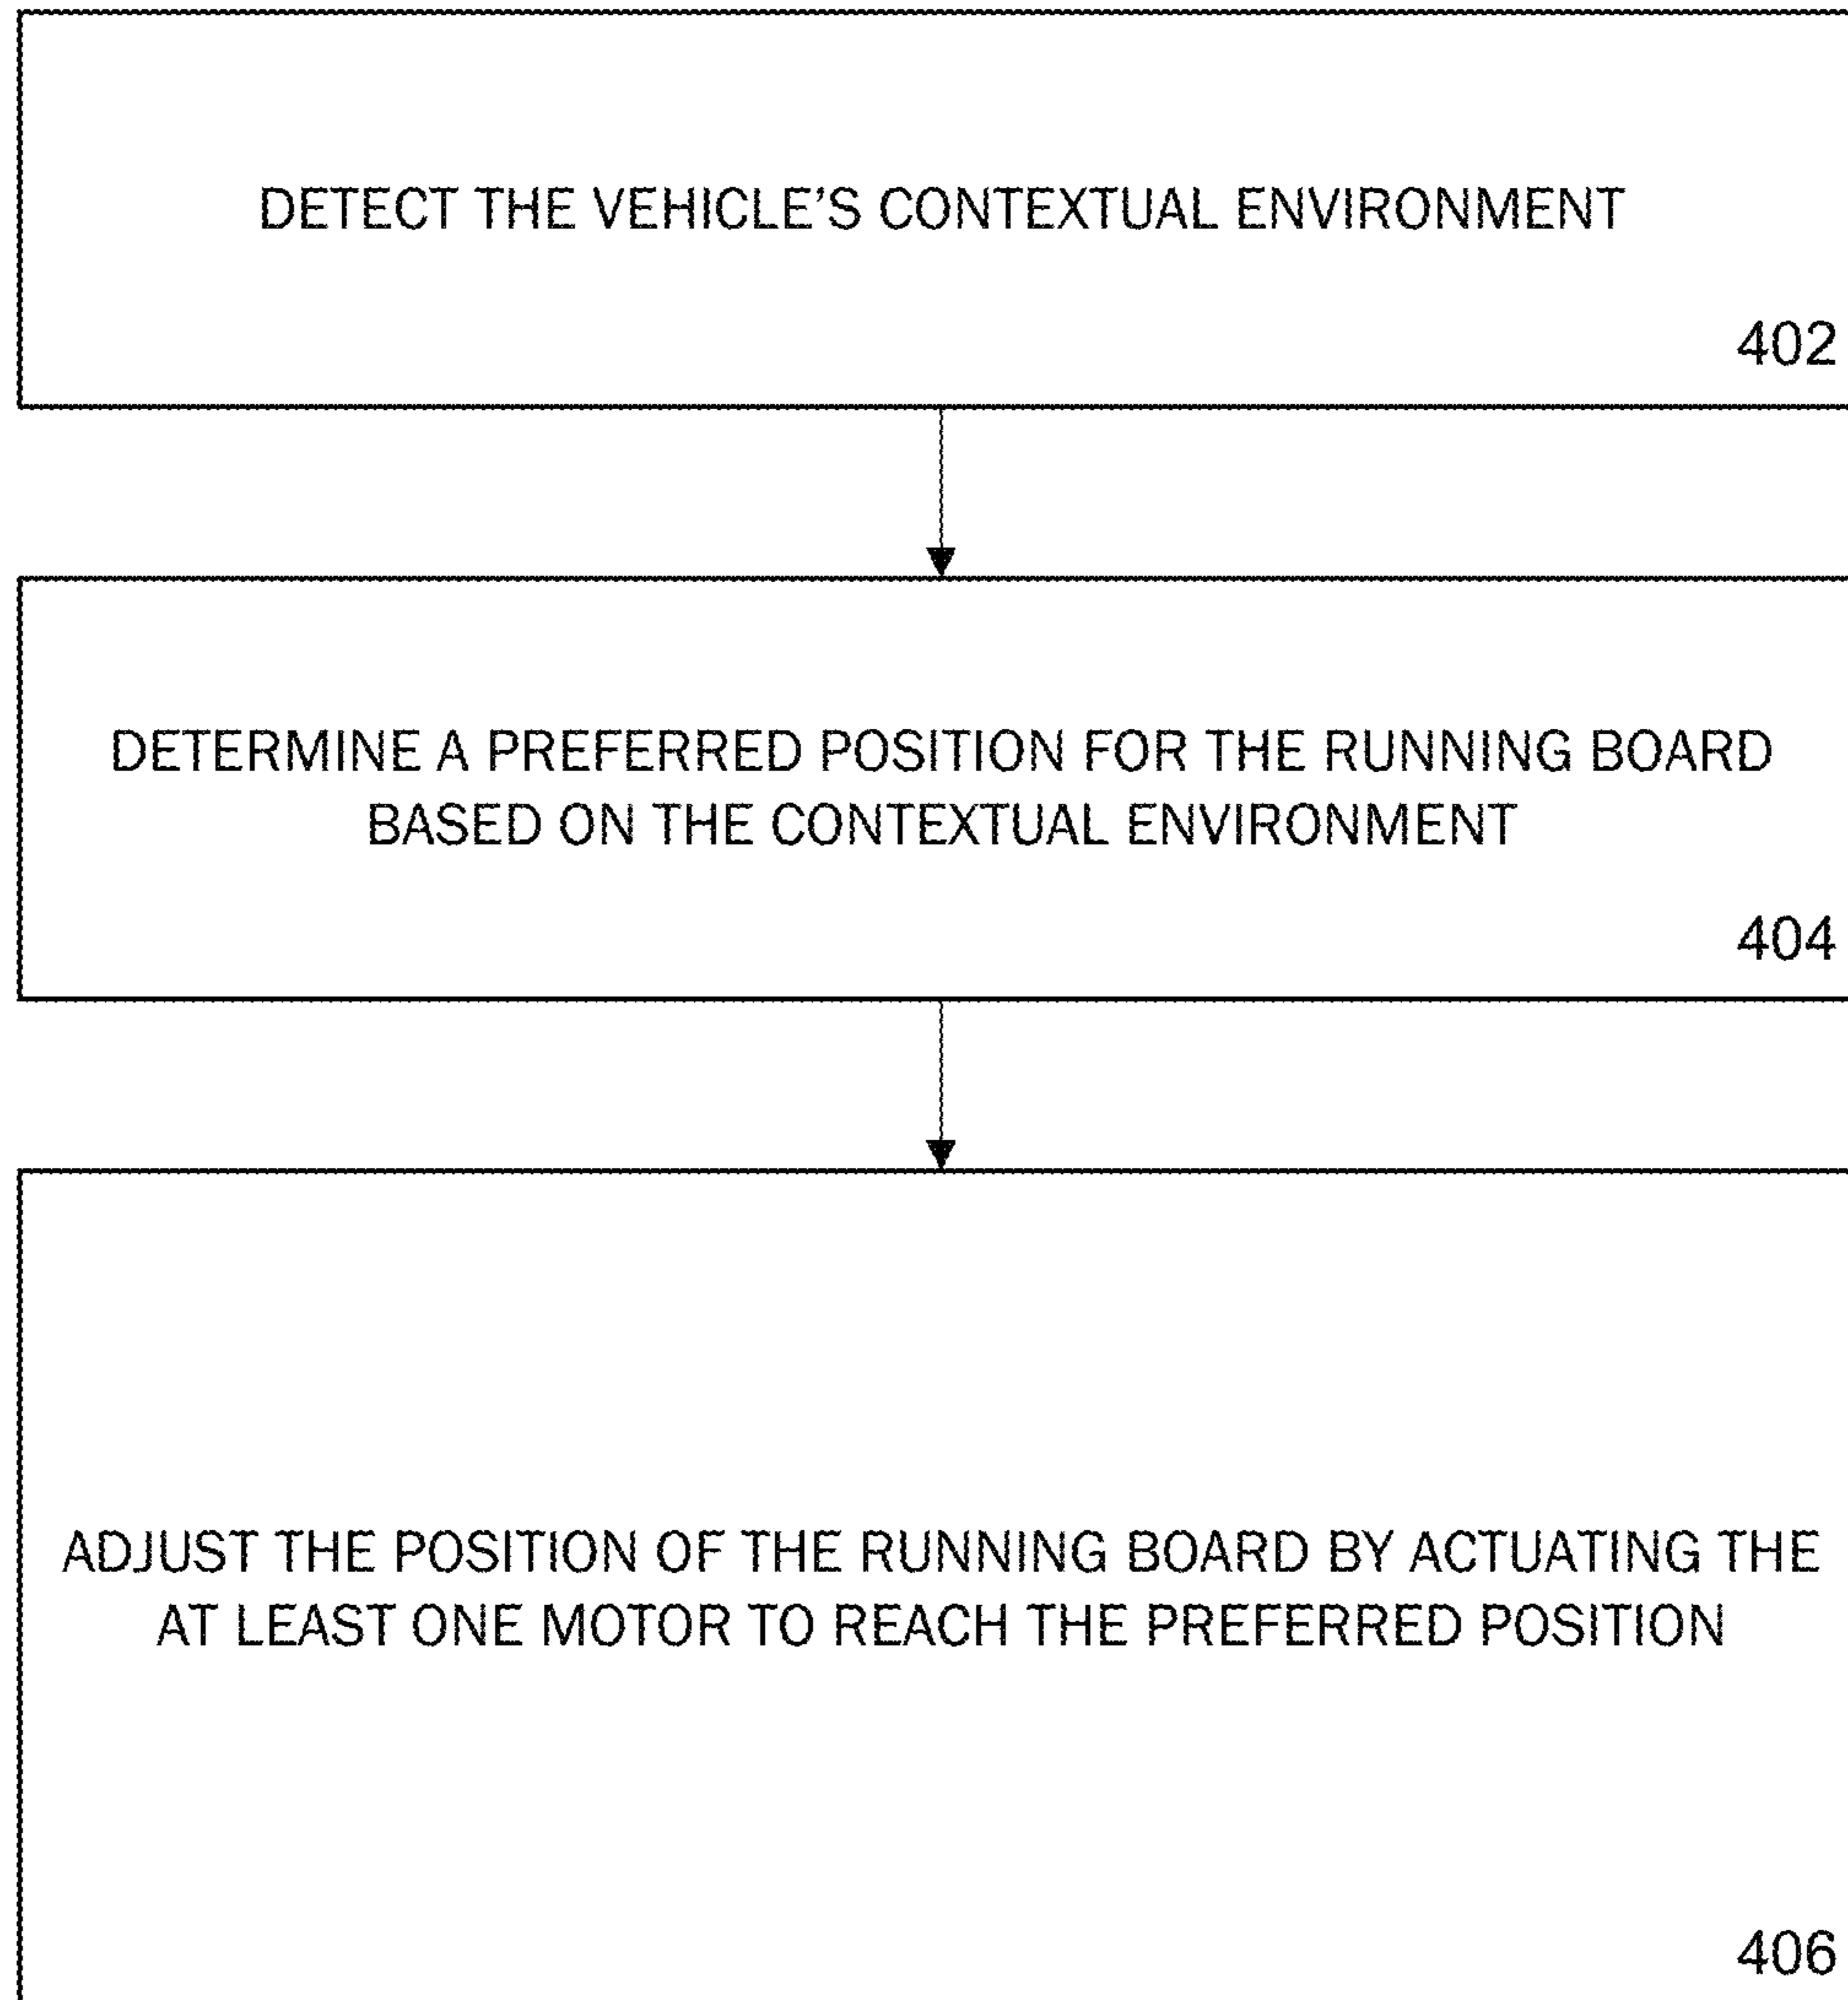 DETECT THE VEHICLE’S CONTEXTUAL ENVIRONMENT
402
DETERMINE A PREFERRED POSITION FOR THE RUNNING BOARD
BASED ON THE CONTEXTUAL ENVIRONMENT
404
ADJUST THE POSITION OF THE RUNNING BOARD BY ACTUATING THE
AT LEAST ONE MOTOR TO REACH THE PREFERRED POSITION
406